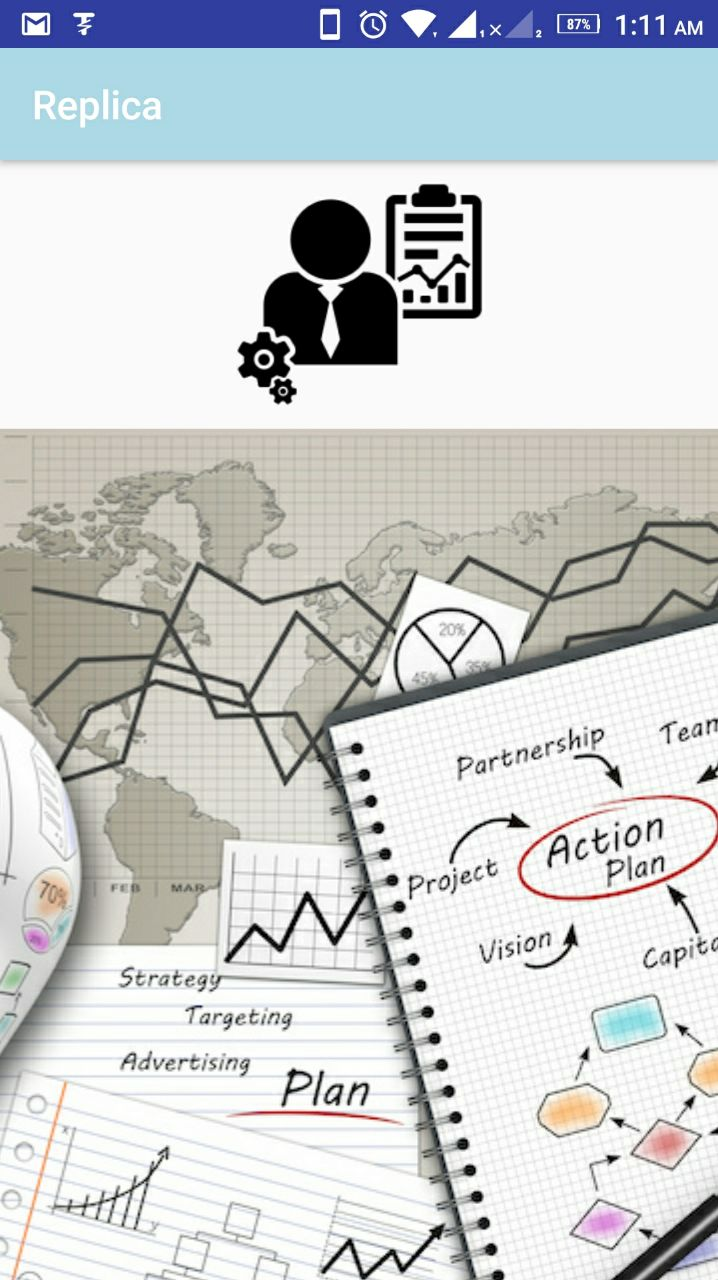 87% 1:11 AM
Replica
20%
45% 35%
Partnership
Team
Action
Plan
Project
Vision
Capita
70%
FEB MAR
Strategy
Targeting
Advertising
Plan
x
y